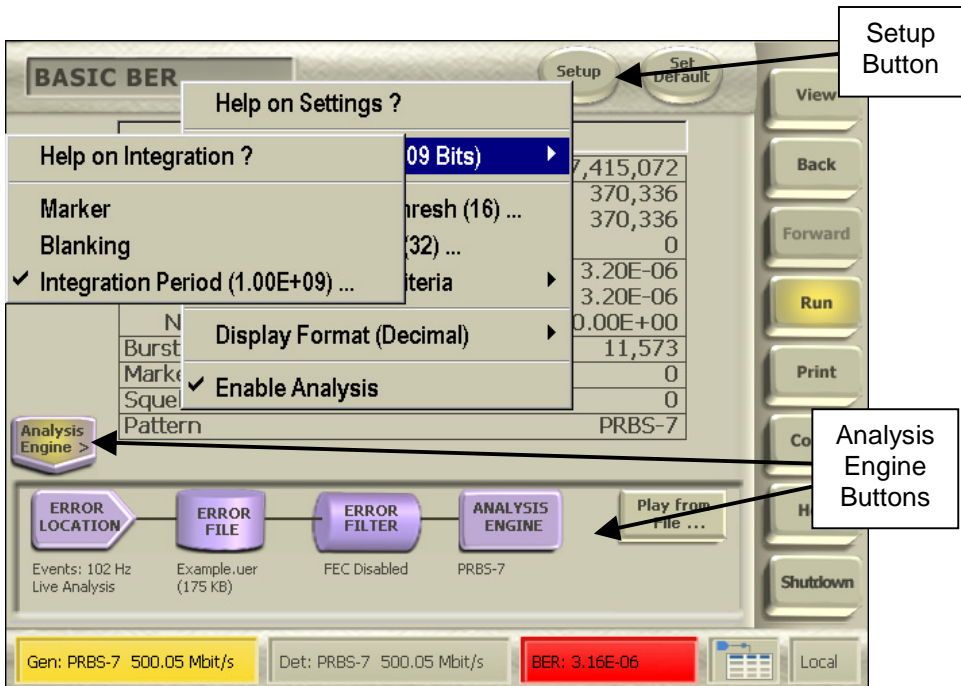 Setup
Button
BASIC BER
Setup
Set
Default
View
Help on Settings ?
Help on Integration ?
09 Bits)
7,415,072
Back
370,336
Marker
hresh (16) ...
370,336
Forward
Blanking
(32) ...
0
✓ Integration Period (1.00E+09) ...
iteria
3.20E-06
3.20E-06
Run
N
Display Format (Decimal)
0.00E+00
Burst
11,573
Marke
0
Print
✓ Enable Analysis
Sque
0
Pattern
PRBS-7
Analysis
Engine >
Co
Analysis
Engine
Buttons
ERROR
LOCATION
ERROR
FILE
ERROR
FILTER
ANALYSIS
ENGINE
Play from
File ...
H
Events: 102 Hz
Live Analysis
Example.uer
(175 KB)
FEC Disabled
PRBS-7
Shutdown
Gen: PRBS-7 500.05 Mbit/s
Det: PRBS-7 500.05 Mbit/s
BER: 3.16E-06
Local